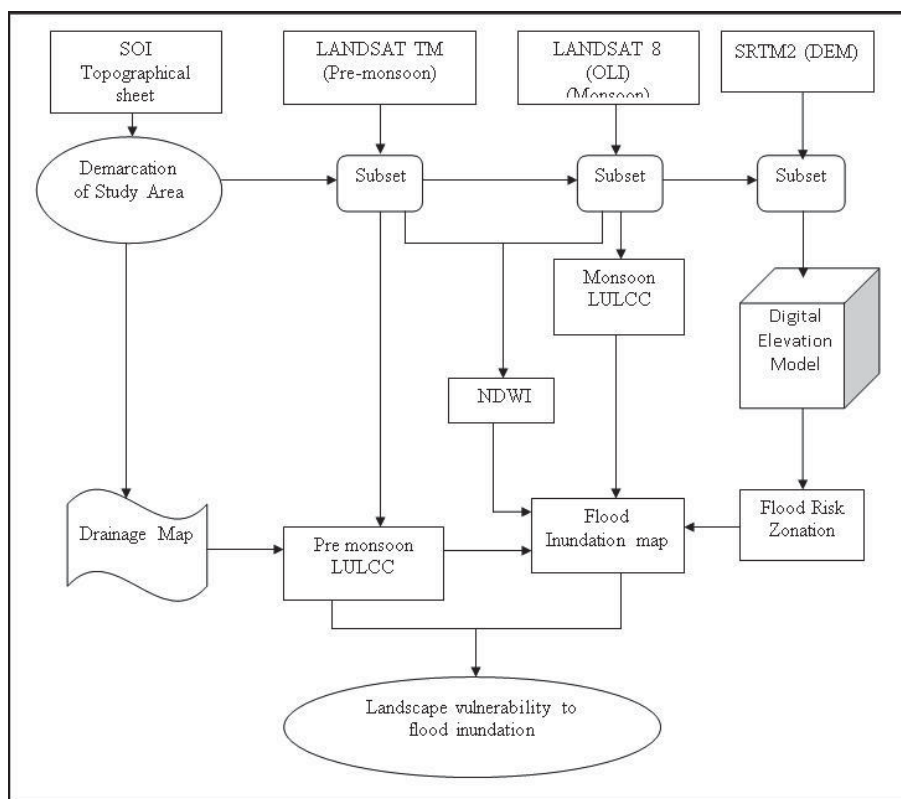 SOI
Topographical
sheet
LANDSAT TM
(Pre-monsoon)
LANDSAT 8
(OLI)
(Monsoon)
SRTM2 (DEM)
Demarcation
of Study Area
Subset
Subset
Subset
Monsoon
LULCC
Digital
Elevation
Model
NDWI
Drainage Map
Pre monsoon
LULCC
Flood
Inundation map
Flood Risk
Zonation
Landscape vulnerability to
flood inundation